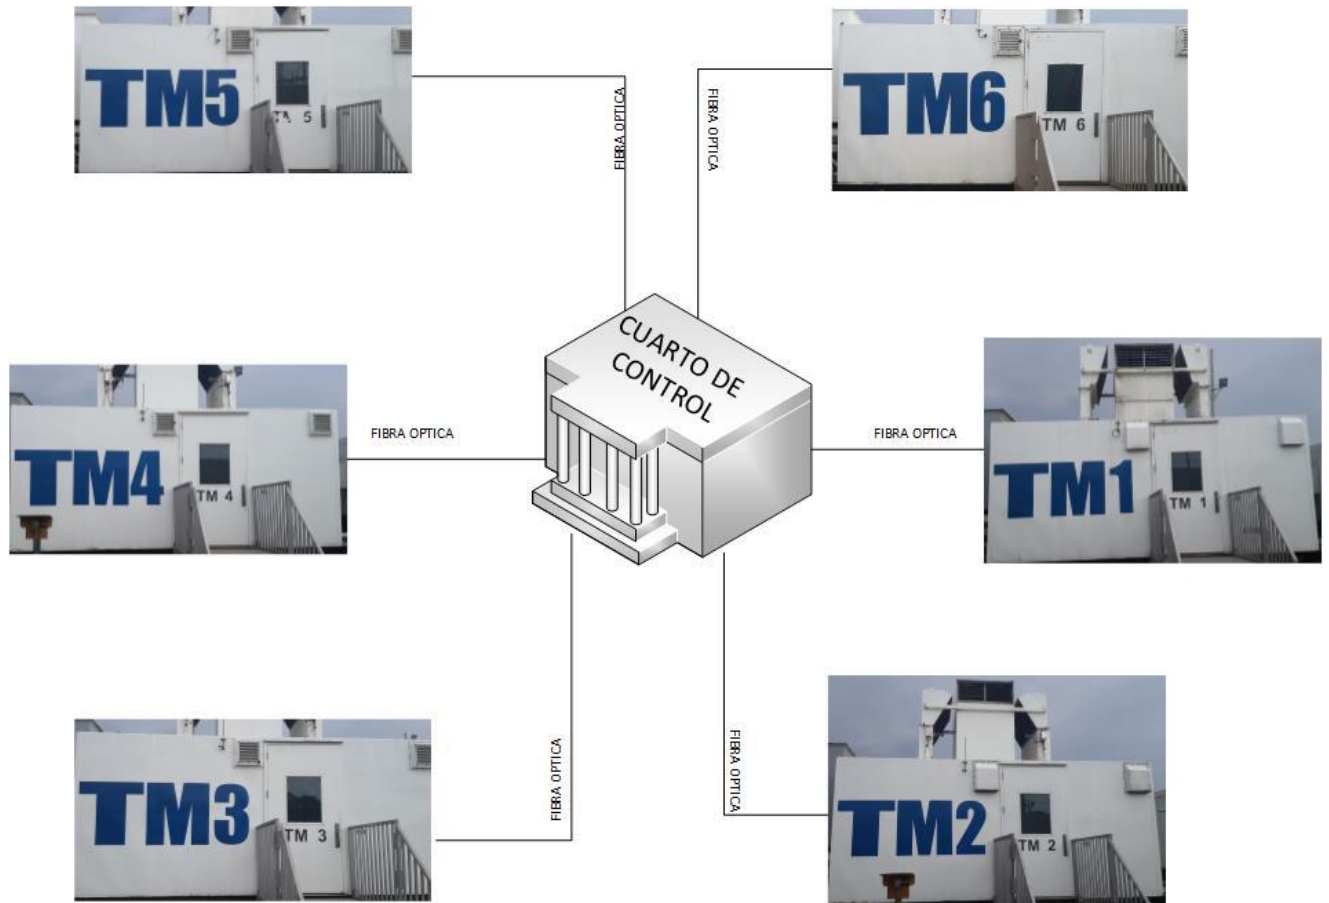 TM5
5
FIBRA OPTICA
TM6
TM 6
FIBRA OPTICA
CUARTO DE
CONTROL
TM4
TM 4
FIBRA OPTICA
FIBRA OPTICA
TM1
TM 1
TM3
TM 3
FIBRA OPTICA
FIBRA OPTICA
TM2
TM 2